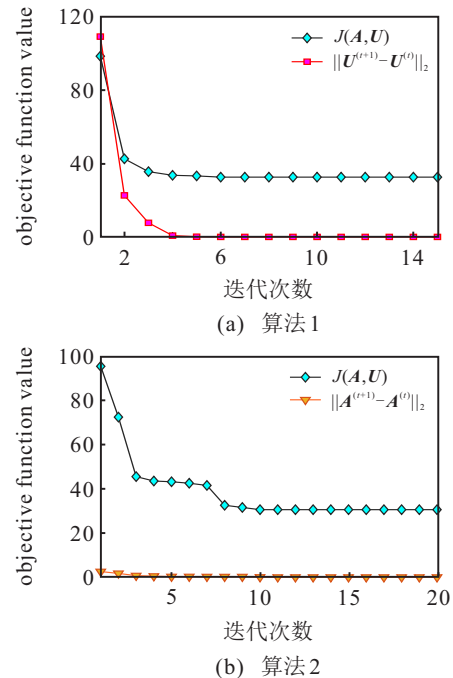 objective function value
120
80
40
0
J(A,U)
||U^(t+1)−U^(t)||₂
2 6 10 14
迭代次数
(a) 算法1
objective function value
100
80
60
40
20
0
J(A,U)
||A^(t+1)−A^(t)||₂
5 10 15 20
迭代次数
(b) 算法2